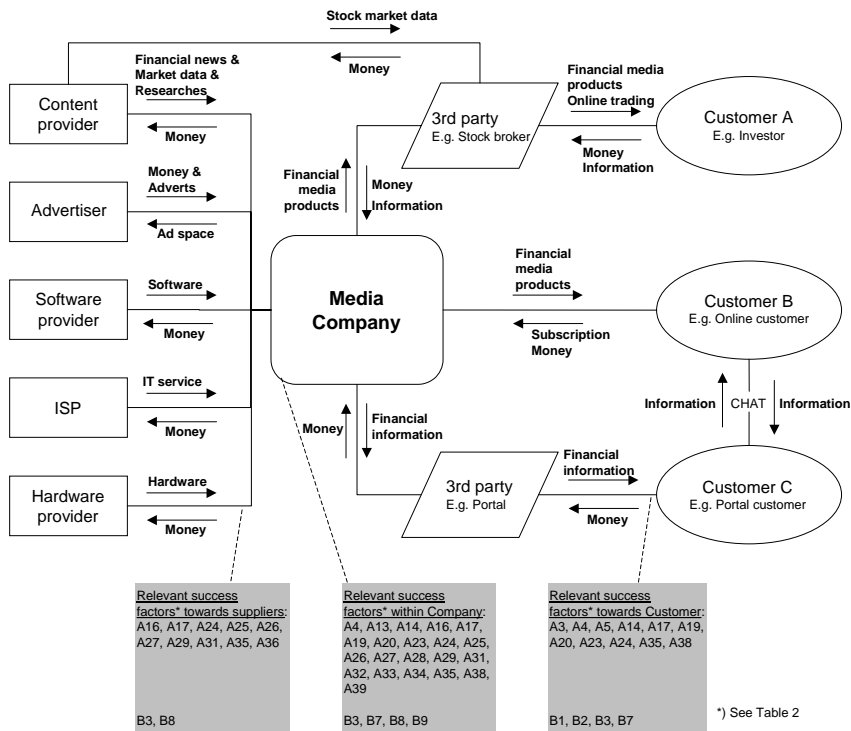 Stock market data
Money
Financial news &
Market data &
Researches
Content
provider
Money
3rd party
E.g. Stock broker
Financial media
products
Online trading
Money
Information
Customer A
E.g. Investor
Money &
Adverts
Advertiser
Ad space
Financial
media
products
Money
Information
Software
Software
provider
Money
Media
Company
Financial
media
products
Subscription
Money
Customer B
E.g. Online customer
IT service
ISP
Money
Information
CHAT
Information
Money
Financial
information
Hardware
Hardware
provider
Money
3rd party
E.g. Portal
Financial
information
Money
Customer C
E.g. Portal customer
Relevant success
factors* towards suppliers:
A16, A17, A24, A25, A26,
A27, A29, A31, A35, A36
B3, B8
Relevant success
factors* within Company:
A4, A13, A14, A16, A17,
A19, A20, A23, A24, A25
A26, A27, A28, A29, A31,
A32, A33, A34, A35, A38,
A39
B3, B7, B8, B9
Relevant success
factors* towards Customer:
A3, A4, A5, A14, A17, A19,
A20, A23, A24, A35, A38
B1, B2, B3, B7
*) See Table 2